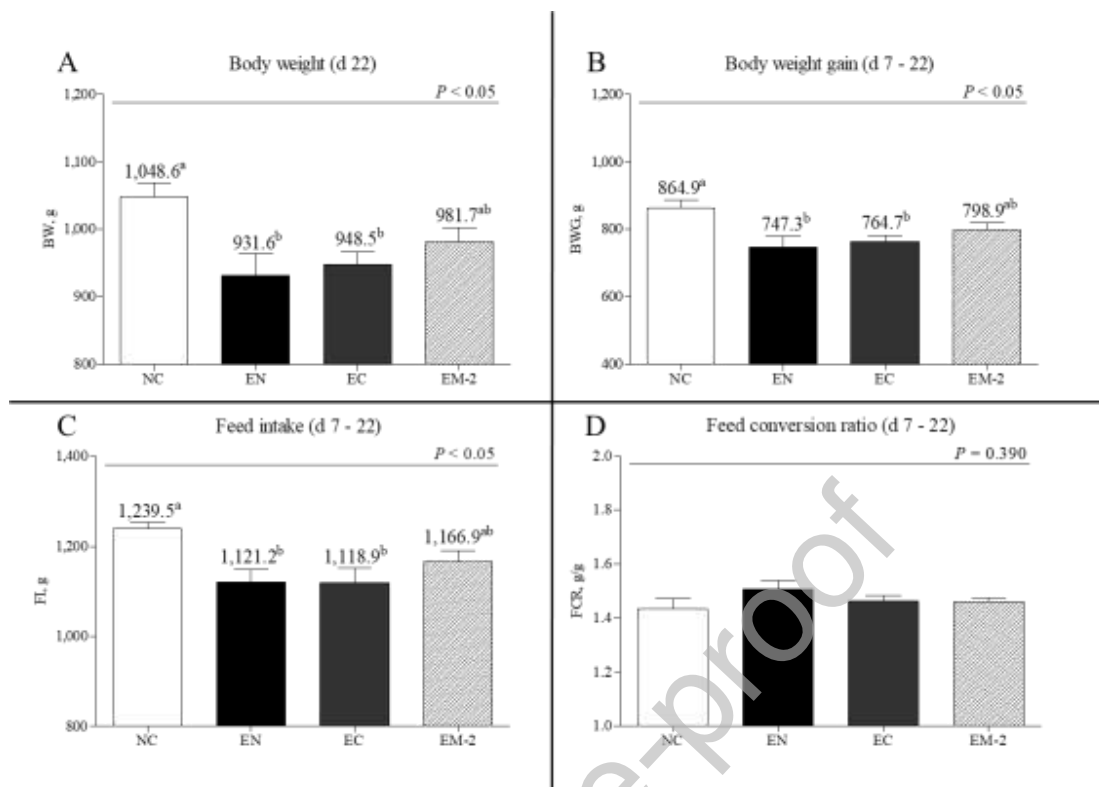 A Body weight (d 22)
P < 0.05
1,200
1,100
1,000
900
800
BW, g
1,048.6ᵃ
931.6ᵇ
948.5ᵇ
981.7ᵃᵇ
NC EN EC EM-2
B Body weight gain (d 7 - 22)
P < 0.05
1,200
1,000
800
600
400
BWG, g
864.9ᵃ
747.3ᵇ
764.7ᵇ
798.9ᵃᵇ
NC EN EC EM-2
C Feed intake (d 7 - 22)
P < 0.05
1,400
1,200
1,000
800
FI, g
1,239.5ᵃ
1,121.2ᵇ
1,118.9ᵇ
1,166.9ᵃᵇ
NC EN EC EM-2
D Feed conversion ratio (d 7 - 22)
P = 0.390
2.0
1.8
1.6
1.4
1.2
1.0
FCR, g/g
NC EN EC EM-2
e-proof